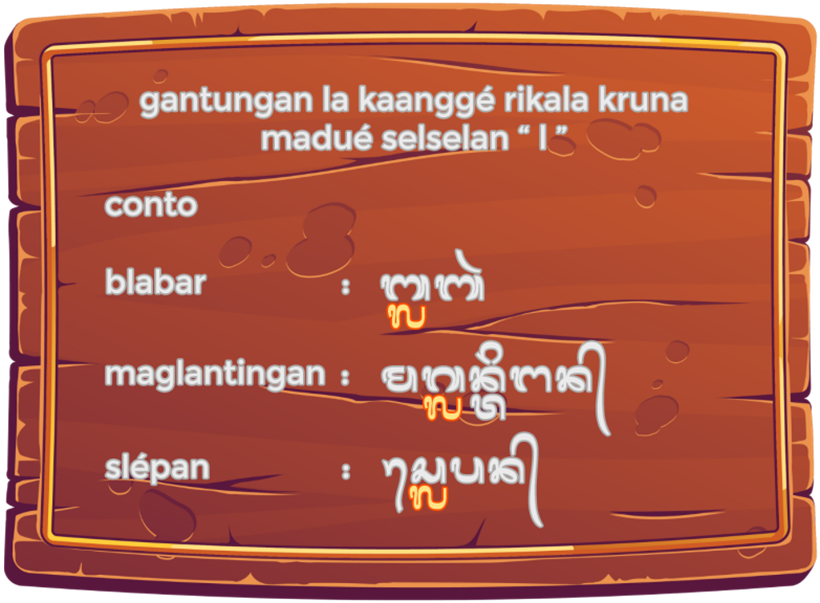 gantungan la kaanggé rikala kruna
madué selselan “ l ”
conto
blabar : ᬩ᭄ᬮᬩᬃ
maglantingan : ᬫᬕ᭄ᬮᬦ᭄ᬢᬶᬗᬦ᭄
slépan : ᬲ᭄ᬮᬾᬧᬦ᭄